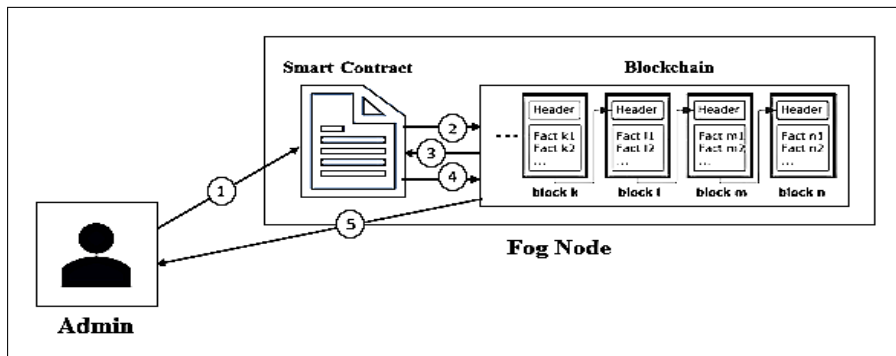 Smart Contract
Blockchain
Header
Header
Header
Header
Fact k1
Fact k2
...
Fact l1
Fact l2
...
Fact m1
Fact m2
...
Fact n1
Fact n2
...
block k
block l
block m
block n
1
2
3
4
5
Fog Node
Admin